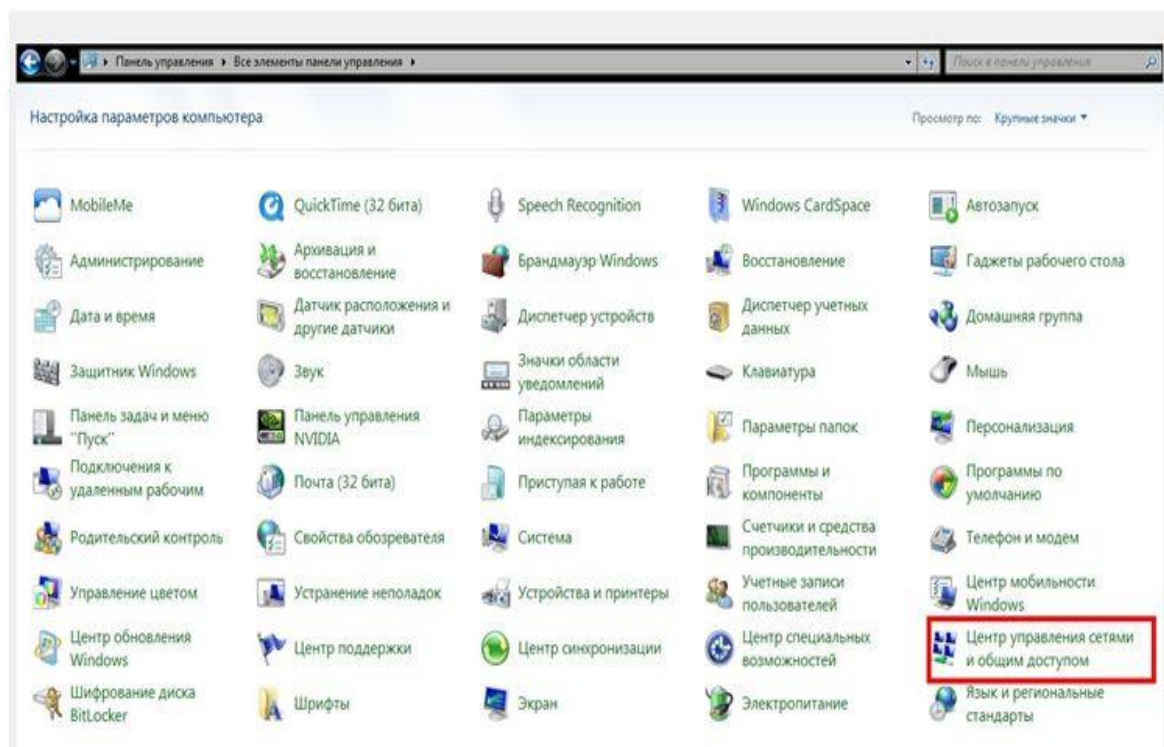 Панель управления ▸ Все элементы панели управления ▸
Поиск в панели управления
Настройка параметров компьютера
Просмотр по: Крупные значки
MobileMe
QuickTime (32 бита)
Speech Recognition
Windows CardSpace
Автозапуск
Администрирование
Архивация и
восстановление
Брандмауэр Windows
Восстановление
Гаджеты рабочего стола
Дата и время
Датчик расположения и
другие датчики
Диспетчер устройств
Диспетчер учетных
данных
Домашняя группа
Защитник Windows
Звук
Значки области
уведомлений
Клавиатура
Мышь
Панель задач и меню
"Пуск"
Панель управления
NVIDIA
Параметры
индексирования
Параметры папок
Персонализация
Подключения к
удаленным рабочим
Почта (32 бита)
Приступая к работе
Программы и
компоненты
Программы по
умолчанию
Родительский контроль
Свойства обозревателя
Система
Счетчики и средства
производительности
Телефон и модем
Управление цветом
Устранение неполадок
Устройства и принтеры
Учетные записи
пользователей
Центр мобильности
Windows
Центр обновления
Windows
Центр поддержки
Центр синхронизации
Центр специальных
возможностей
Центр управления сетями
и общим доступом
Шифрование диска
BitLocker
Шрифты
Экран
Электропитание
Язык и региональные
стандарты